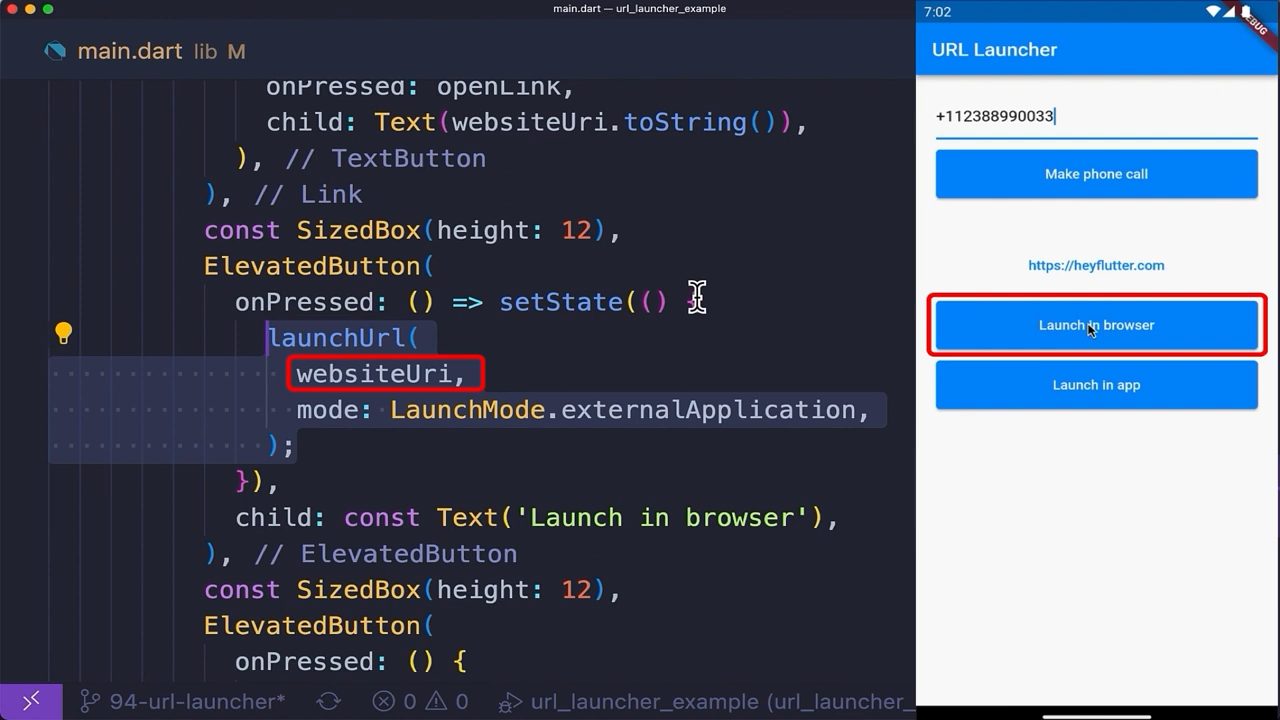 main.dart — url_launcher_example
main.dart lib M
onPressed: openLink,
child: Text(websiteUri.toString()),
), // TextButton
), // Link
const SizedBox(height: 12),
ElevatedButton(
onPressed: () => setState(() {
launchUrl(
websiteUri,
mode: LaunchMode.externalApplication,
);
}),
child: const Text('Launch in browser'),
), // ElevatedButton
const SizedBox(height: 12),
ElevatedButton(
onPressed: () {
94-url-launcher* 0 0 url_launcher_example (url_launcher_
7:02
DEBUG
URL Launcher
+112388990033
Make phone call
https://heyflutter.com
Launch in browser
Launch in app